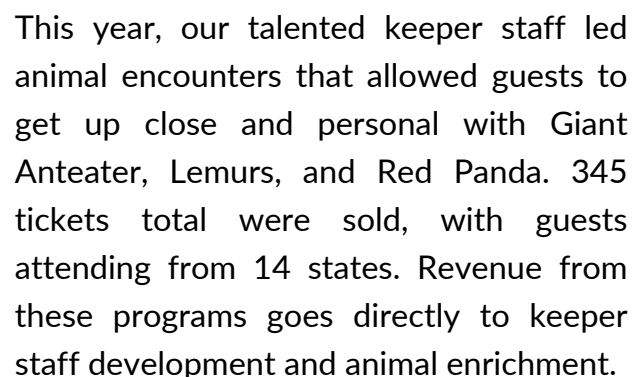 This year, our talented keeper staff led
animal encounters that allowed guests to
get up close and personal with Giant
Anteater, Lemurs, and Red Panda. 345
tickets total were sold, with guests
attending from 14 states. Revenue from
these programs goes directly to keeper
staff development and animal enrichment.